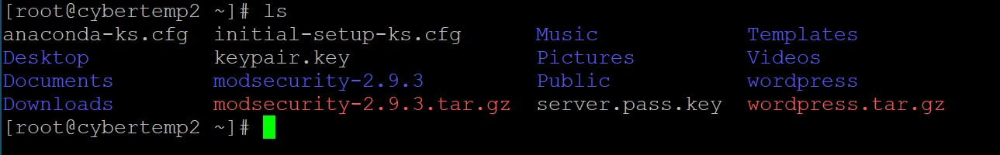 [root@cybertemp2 ~]# ls
anaconda-ks.cfg  initial-setup-ks.cfg      Music            Templates
Desktop          keypair.key               Pictures         Videos
Documents        modsecurity-2.9.3         Public           wordpress
Downloads        modsecurity-2.9.3.tar.gz  server.pass.key  wordpress.tar.gz
[root@cybertemp2 ~]#